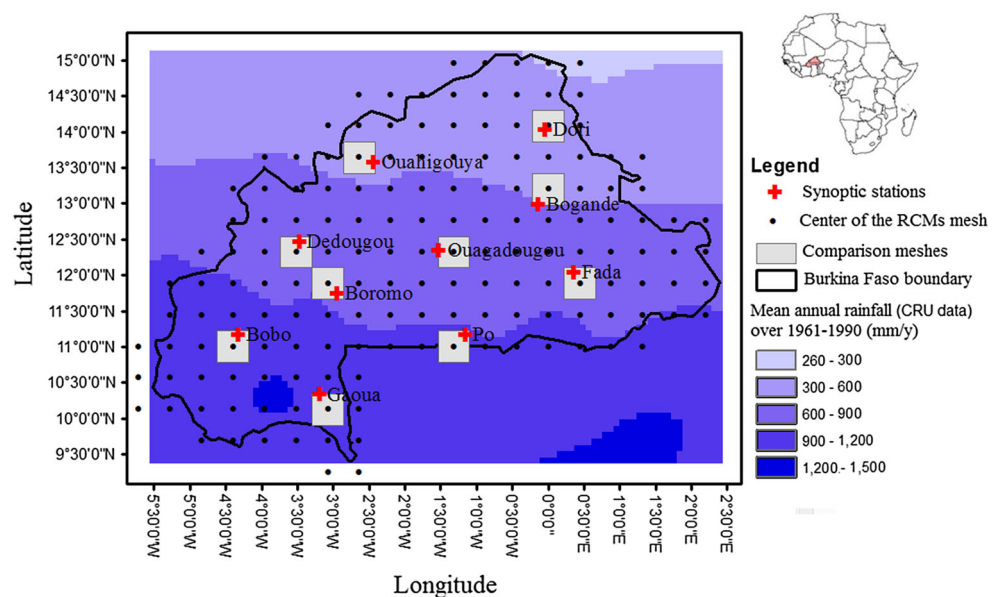 15°0'0"N
14°30'0"N
14°0'0"N
13°30'0"N
13°0'0"N
12°30'0"N
12°0'0"N
11°30'0"N
11°0'0"N
10°30'0"N
10°0'0"N
9°30'0"N
Latitude
Dori
Ouahigouya
Bogande
Dedougou
Ouagadougou
Fada
Boromo
Bobo
Po
Gaoua
5°30'0"W
5°0'0"W
4°30'0"W
4°0'0"W
3°30'0"W
3°0'0"W
2°30'0"W
2°0'0"W
1°30'0"W
1°0'0"W
0°30'0"W
0°0'0"
0°30'0"E
1°0'0"E
1°30'0"E
2°0'0"E
2°30'0"E
Longitude
Legend
Synoptic stations
Center of the RCMs mesh
Comparison meshes
Burkina Faso boundary
Mean annual rainfall (CRU data)
over 1961-1990 (mm/y)
260 - 300
300 - 600
600 - 900
900 - 1,200
1,200 - 1,500